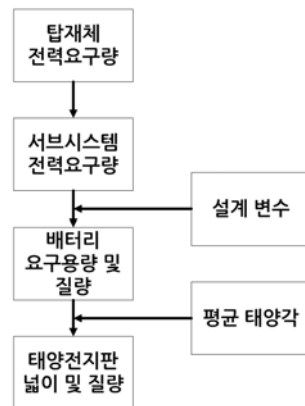 탑재체
전력요구량
서브시스템
전력요구량
설계 변수
배터리
요구용량 및
질량
평균 태양각
태양전지판
넓이 및 질량